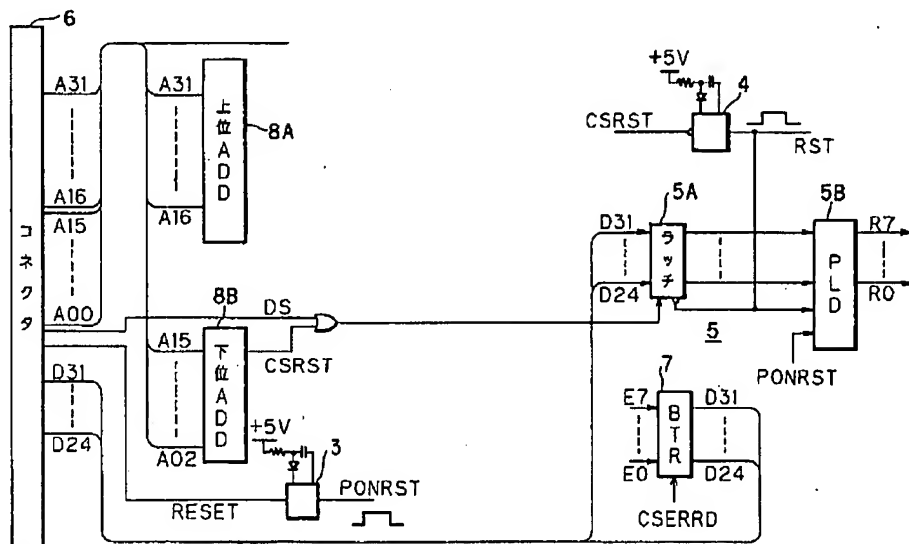 6
コネクタ
A31
A16
A15
A00
D31
D24
A31
A16
上位ADD
8A
DS
8B
A15
A02
下位ADD
CSRST
+5V
3
RESET
PONRST
+5V
4
CSRST
RST
5A
D31
D24
ラッチ
5
5B
PLD
R7
R0
PONRST
7
E7
E0
BTR
D31
D24
CSERRD